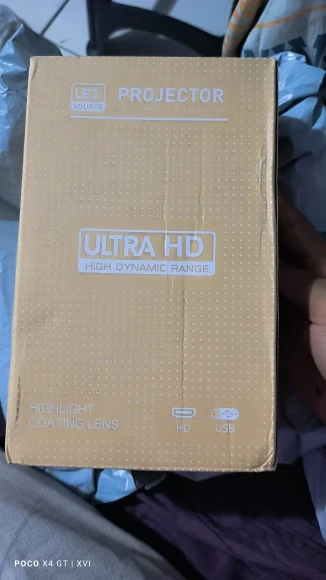 LED
SOURCE
PROJECTOR
ULTRA HD
HIGH DYNAMIC RANGE
HIGHLIGHT
COATING LENS
HD
USB
POCO X4 GT | XVI